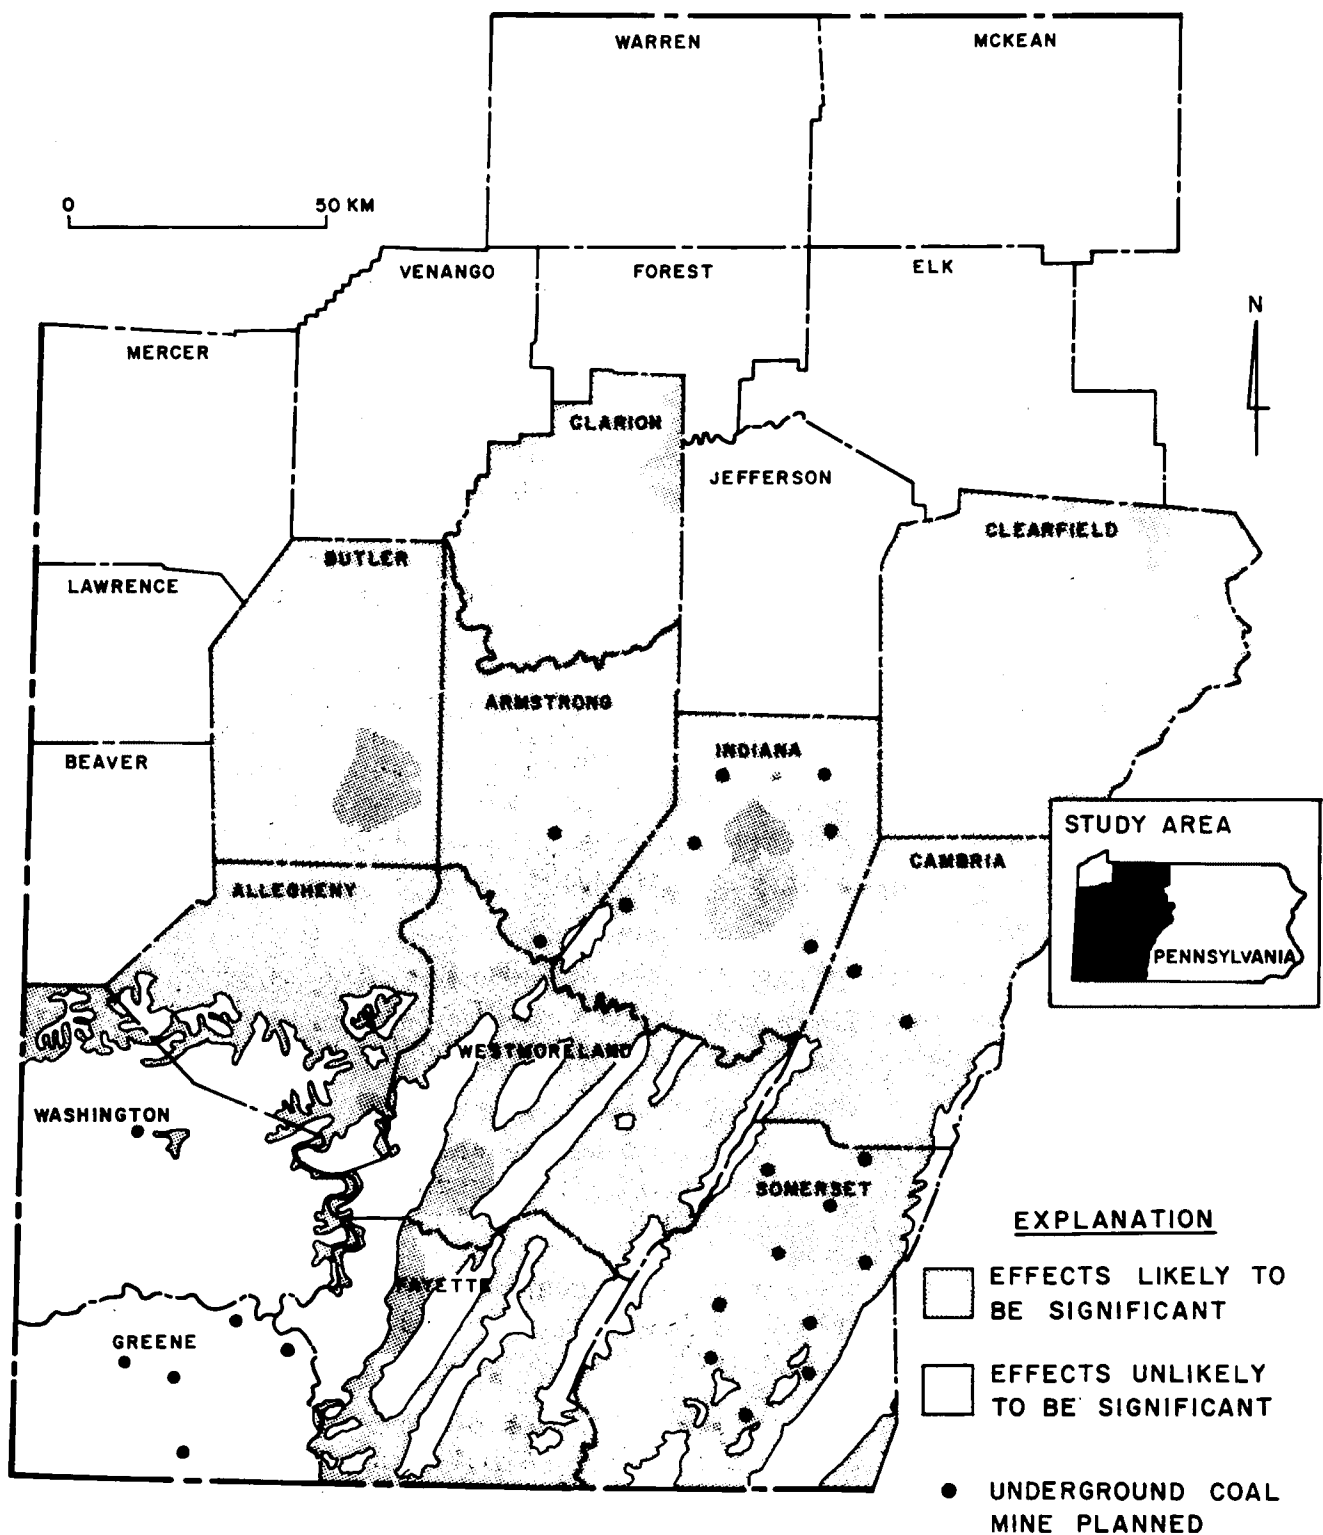 WARREN
MCKEAN
0 50 KM
VENANGO
FOREST
ELK
N
MERCER
CLARION
JEFFERSON
CLEARFIELD
BUTLER
LAWRENCE
ARMSTRONG
INDIANA
BEAVER
STUDY AREA
PENNSYLVANIA
CAMBRIA
ALLEGHENY
WESTMORELAND
WASHINGTON
SOMERSET
FAYETTE
GREENE
EXPLANATION
EFFECTS LIKELY TO
BE SIGNIFICANT
EFFECTS UNLIKELY
TO BE SIGNIFICANT
UNDERGROUND COAL
MINE PLANNED